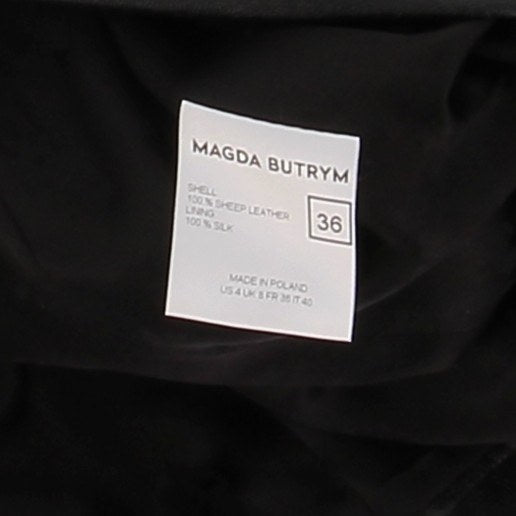 MAGDA BUTRYM
SHELL
100 % SHEEP LEATHER
LINING
100 % SILK
36
MADE IN POLAND
US 4 UK 8 FR 36 IT 40